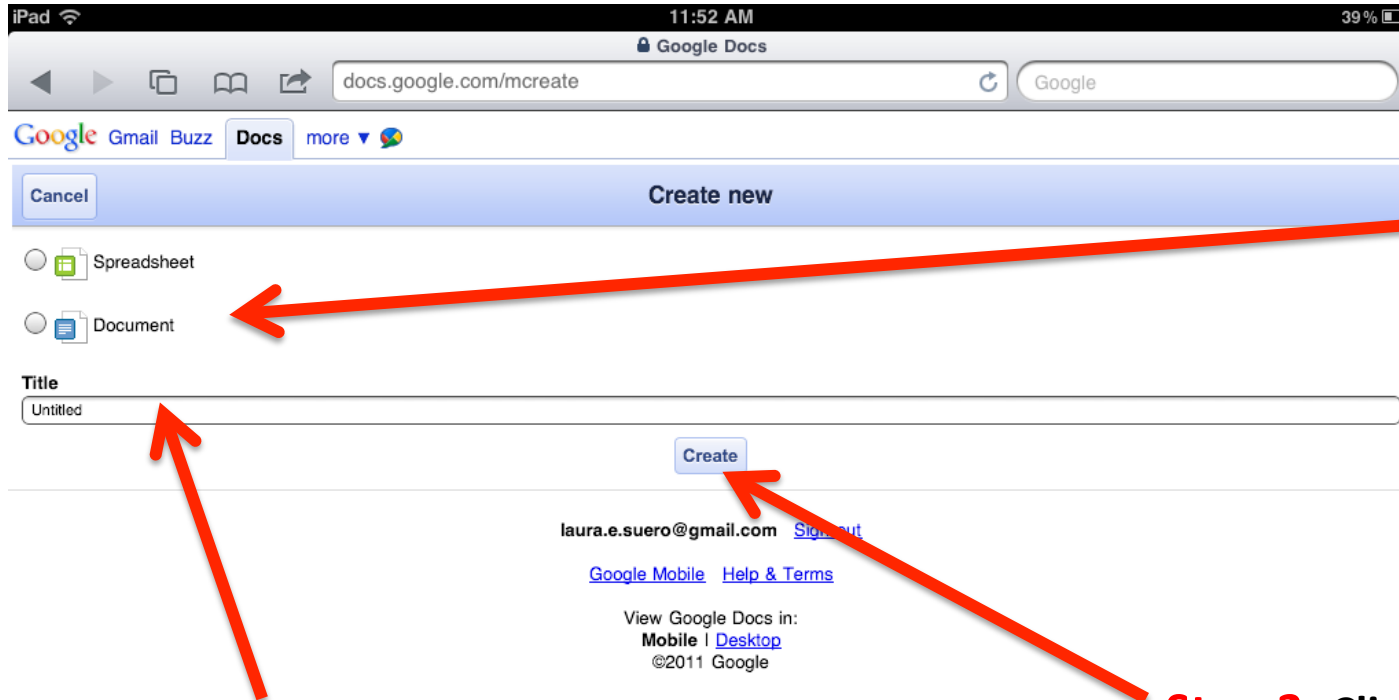 iPad 11:52 AM 39%
Google Docs
docs.google.com/mcreate Google
Google Gmail Buzz Docs more ▼
Cancel Create new
Spreadsheet
Document
Title
Untitled
Create
laura.e.suero@gmail.com Sign out
Google Mobile Help & Terms
View Google Docs in:
Mobile | Desktop
©2011 Google